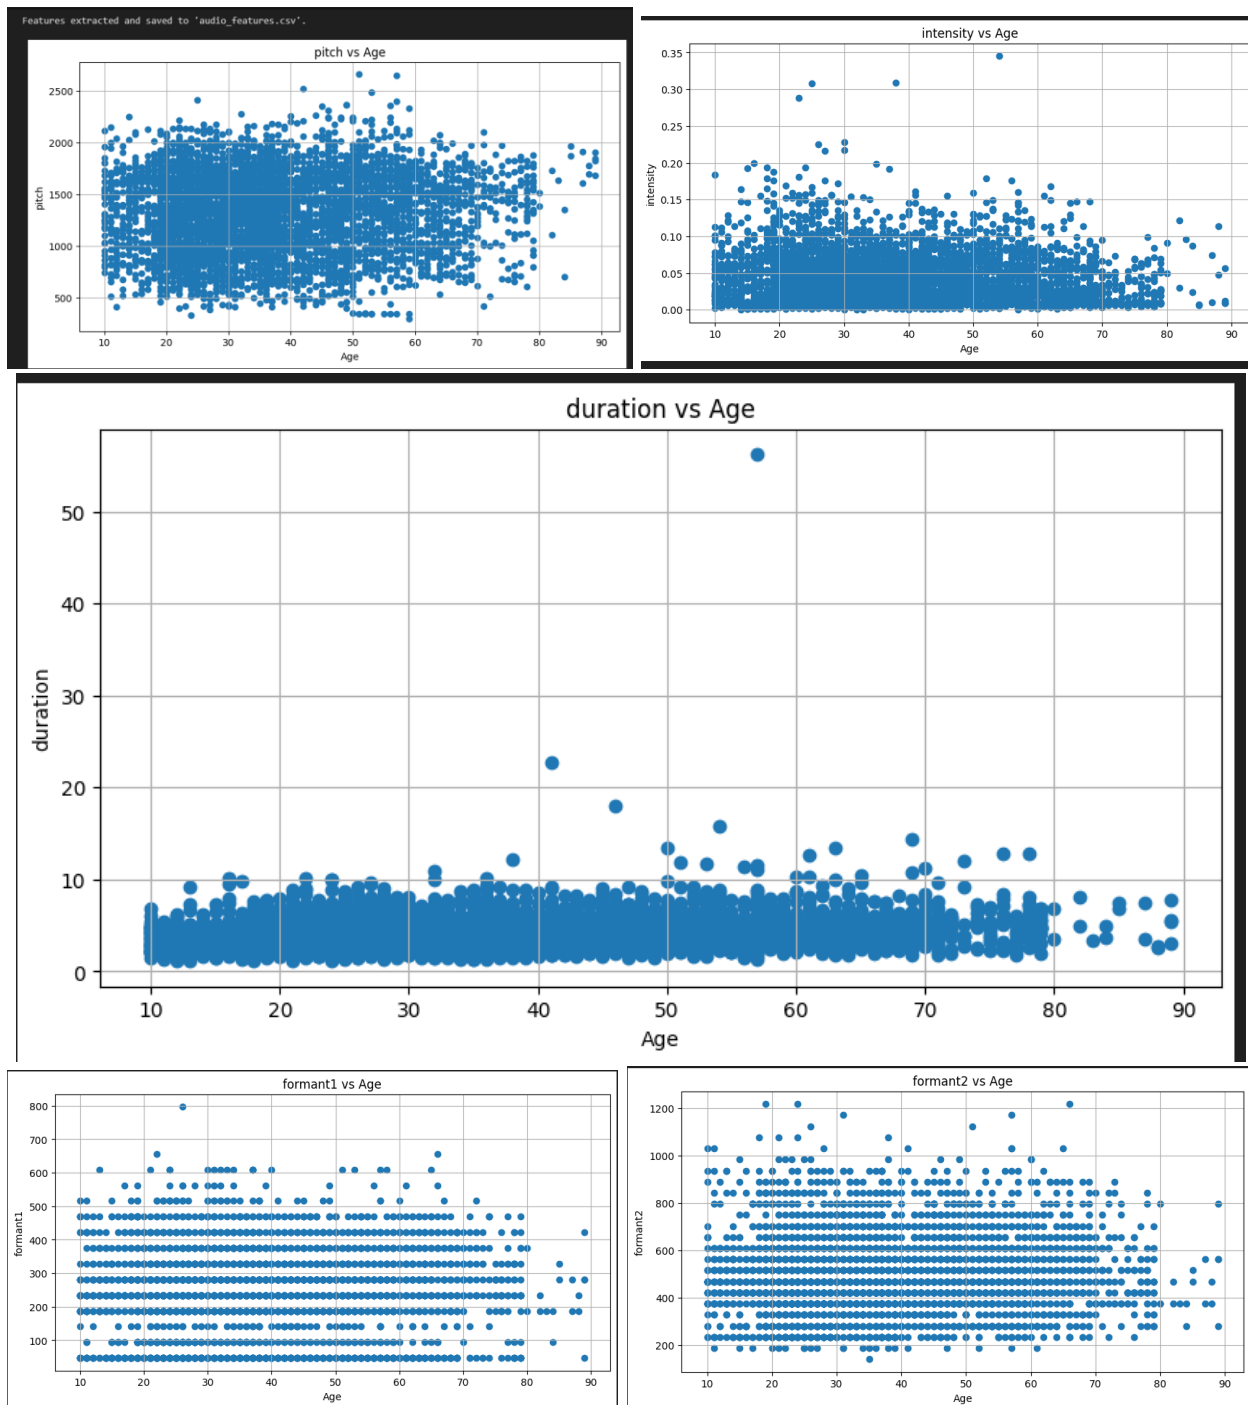 Features extracted and saved to 'audio_features.csv'.
pitch vs Age
2500
2000
1500
1000
500
pitch
10 20 30 40 50 60 70 80 90
Age
intensity vs Age
0.35
0.30
0.25
0.20
0.15
0.10
0.05
0.00
intensity
10 20 30 40 50 60 70 80 90
Age
duration vs Age
50
40
30
20
10
0
duration
10 20 30 40 50 60 70 80 90
Age
formant1 vs Age
800
700
600
500
400
300
200
100
formant1
10 20 30 40 50 60 70 80 90
Age
formant2 vs Age
1200
1000
800
600
400
200
formant2
10 20 30 40 50 60 70 80 90
Age